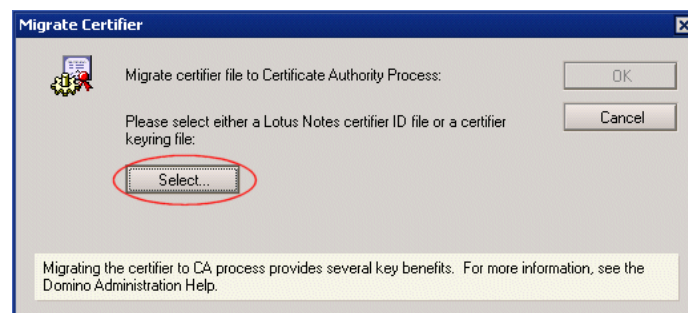 Migrate Certifier
Migrate certifier file to Certificate Authority Process:
OK
Please select either a Lotus Notes certifier ID file or a certifier
keyring file:
Cancel
Select...
Migrating the certifier to CA process provides several key benefits.  For more information, see the
Domino Administration Help.